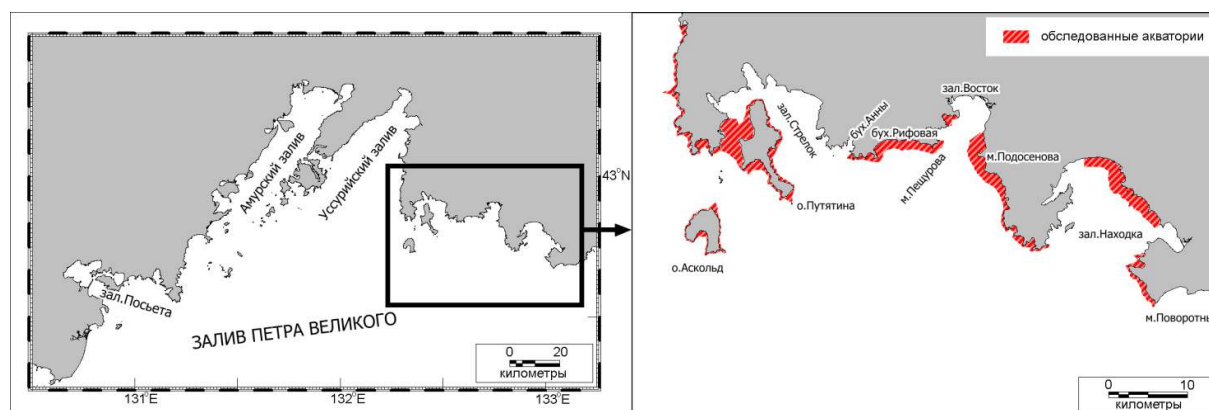 Амурский залив
Уссурийский залив
зал.Посьета
ЗАЛИВ ПЕТРА ВЕЛИКОГО
43°N
0 20
километры
131°E
132°E
133°E
обследованные акватории
зал.Восток
зал.Стрелок
бух.Анны
бух.Рифовая
м.Подосенова
м.Пещурова
о.Путятина
о.Аскольд
зал.Находка
м.Поворотны
0 10
километры